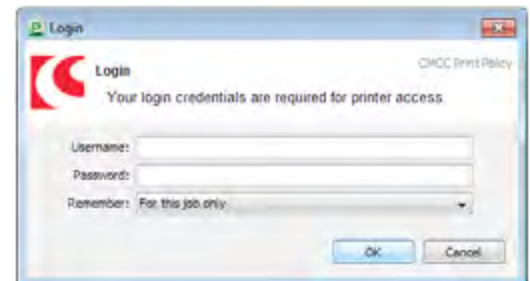 Login
CMCC Print Policy
Login
Your login credentials are required for printer access
Username:
Password:
Remember: For this job only
OK Cancel